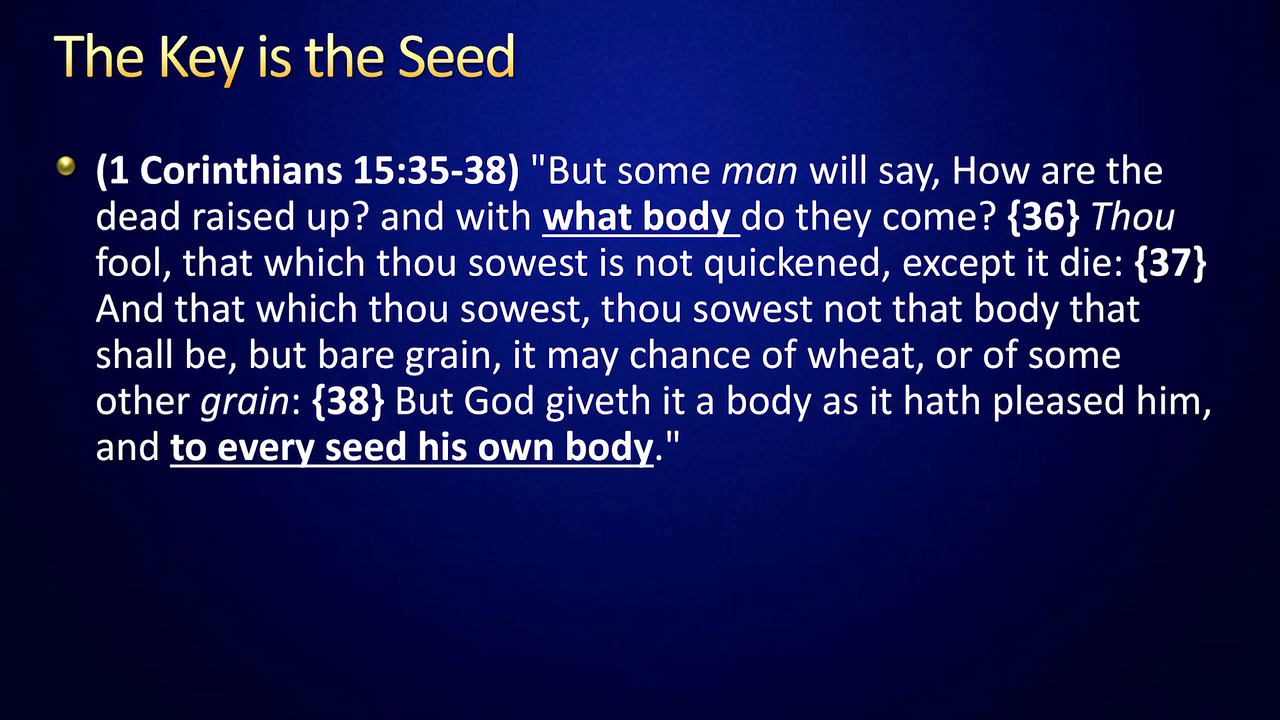 The Key is the Seed
(1 Corinthians 15:35-38) "But some man will say, How are the
dead raised up? and with what body do they come? {36} Thou
fool, that which thou sowest is not quickened, except it die: {37}
And that which thou sowest, thou sowest not that body that
shall be, but bare grain, it may chance of wheat, or of some
other grain: {38} But God giveth it a body as it hath pleased him,
and to every seed his own body."